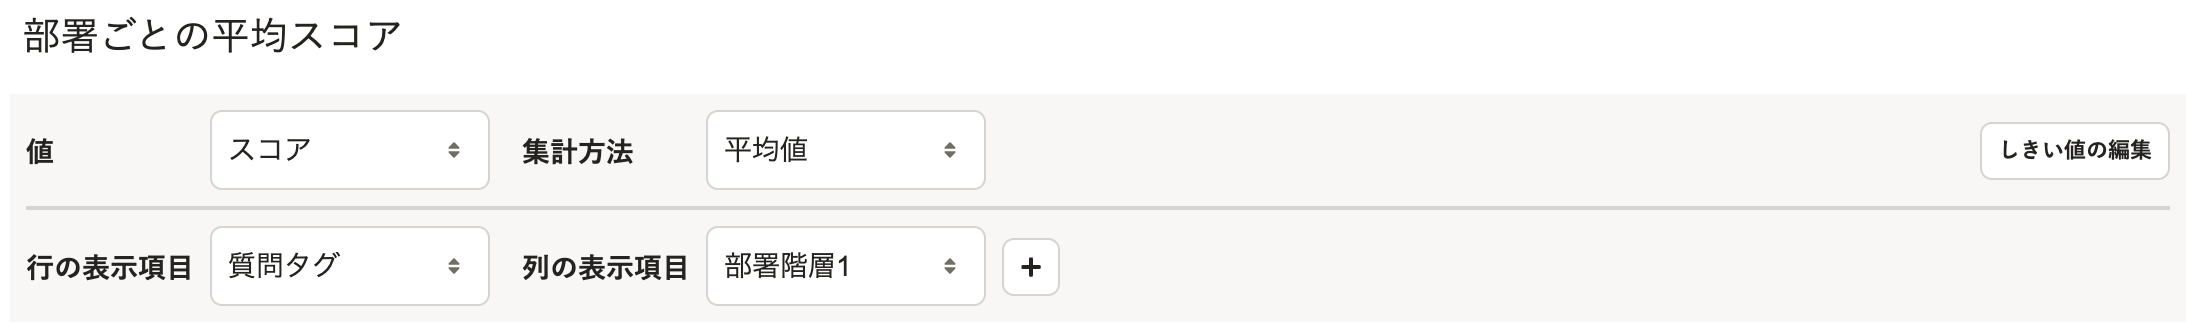 部署ごとの平均スコア
値 スコア 集計方法 平均値 しきい値の編集
行の表示項目 質問タグ 列の表示項目 部署階層1 +